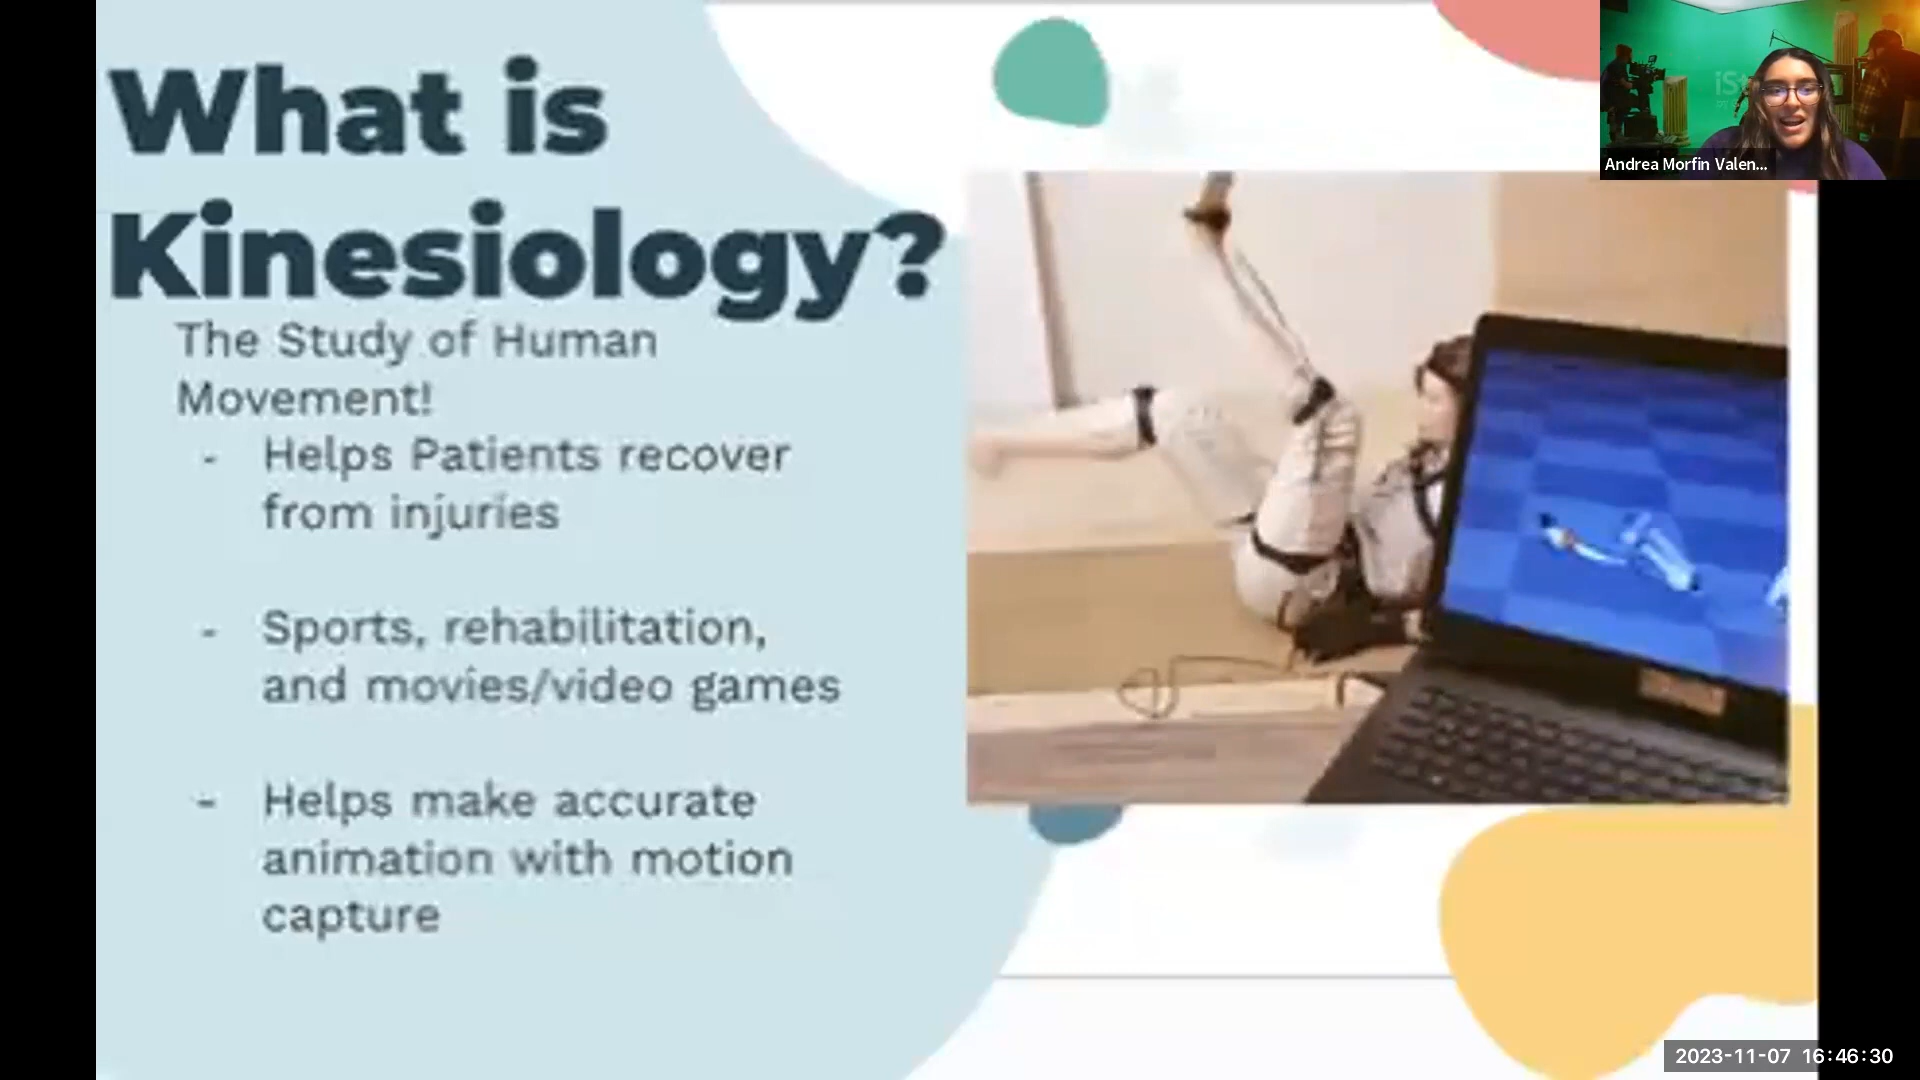 What is
Kinesiology?
The Study of Human
Movement!
- Helps Patients recover
from injuries
- Sports, rehabilitation,
and movies/video games
- Helps make accurate
animation with motion
capture
Andrea Morfin Valen...
2023-11-07 16:46:30